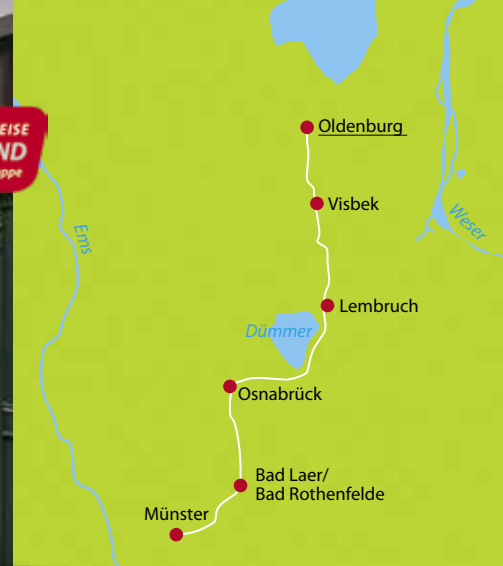 EISE
ND
ppe
Oldenburg
Visbek
Weser
Ems
Lembruch
Dümmer
Osnabrück
Bad Laer/
Bad Rothenfelde
Münster